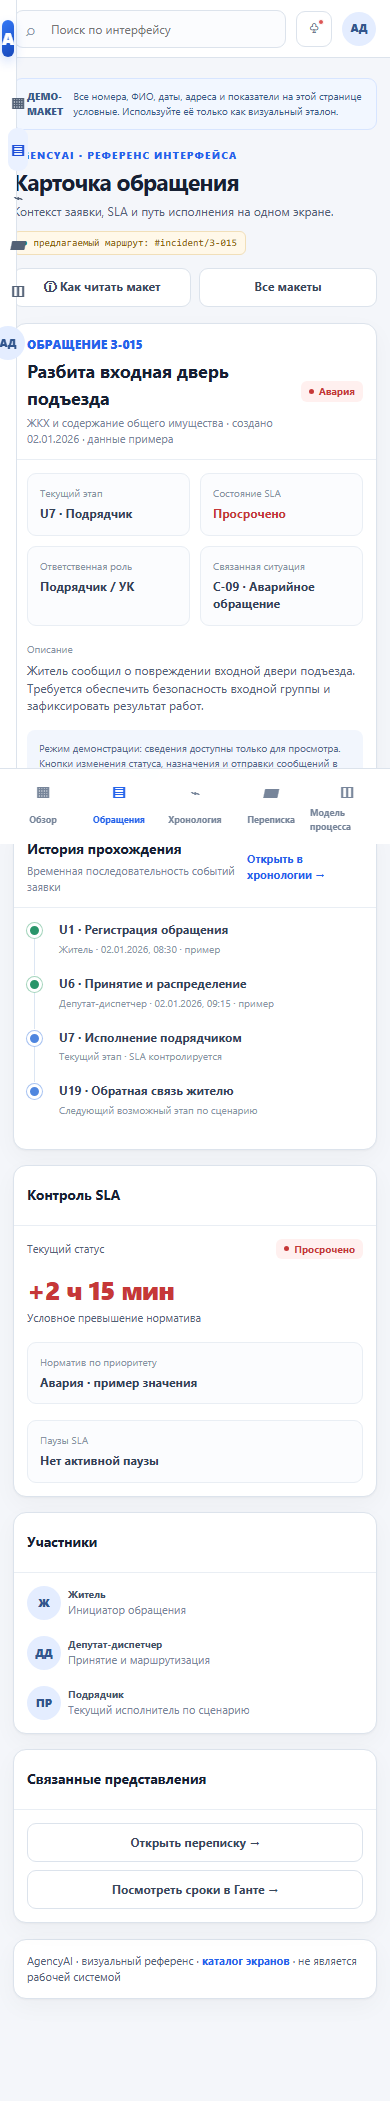 A
Поиск по интерфейсу
АД
ДЕМО-
МАКЕТ
Все номера, ФИО, даты, адреса и показатели на этой странице
условные. Используйте её только как визуальный эталон.
ENCYAI • РЕФЕРЕНС ИНТЕРФЕЙСА
Карточка обращения
Контекст заявки, SLA и путь исполнения на одном экране.
предлагаемый маршрут: #incident/3-015
Как читать макет
Все макеты
АД
ОБРАЩЕНИЕ 3-015
Разбита входная дверь
подъезда
Авария
ЖКХ и содержание общего имущества · создано
02.01.2026 · данные примера
Текущий этап
U7 · Подрядчик
Состояние SLA
Просрочено
Ответственная роль
Подрядчик / УК
Связанная ситуация
С-09 · Аварийное
обращение
Описание
Житель сообщил о повреждении входной двери подъезда.
Требуется обеспечить безопасность входной группы и
зафиксировать результат работ.
Режим демонстрации: сведения доступны только для просмотра.
Кнопки изменения статуса, назначения и отправки сообщений в
Обзор
Обращения
Хронология
Переписка
Модель
процесса
История прохождения
Временная последовательность событий
заявки
Открыть в
хронологии →
U1 · Регистрация обращения
Житель · 02.01.2026, 08:30 · пример
U6 · Принятие и распределение
Депутат-диспетчер · 02.01.2026, 09:15 · пример
U7 · Исполнение подрядчиком
Текущий этап · SLA контролируется
U19 · Обратная связь жителю
Следующий возможный этап по сценарию
Контроль SLA
Текущий статус
Просрочено
+2 ч 15 мин
Условное превышение норматива
Норматив по приоритету
Авария · пример значения
Паузы SLA
Нет активной паузы
Участники
Ж
Житель
Инициатор обращения
ДД
Депутат-диспетчер
Принятие и маршрутизация
ПР
Подрядчик
Текущий исполнитель по сценарию
Связанные представления
Открыть переписку →
Посмотреть сроки в Ганте →
AgencyAI · визуальный референс · каталог экранов · не является
рабочей системой